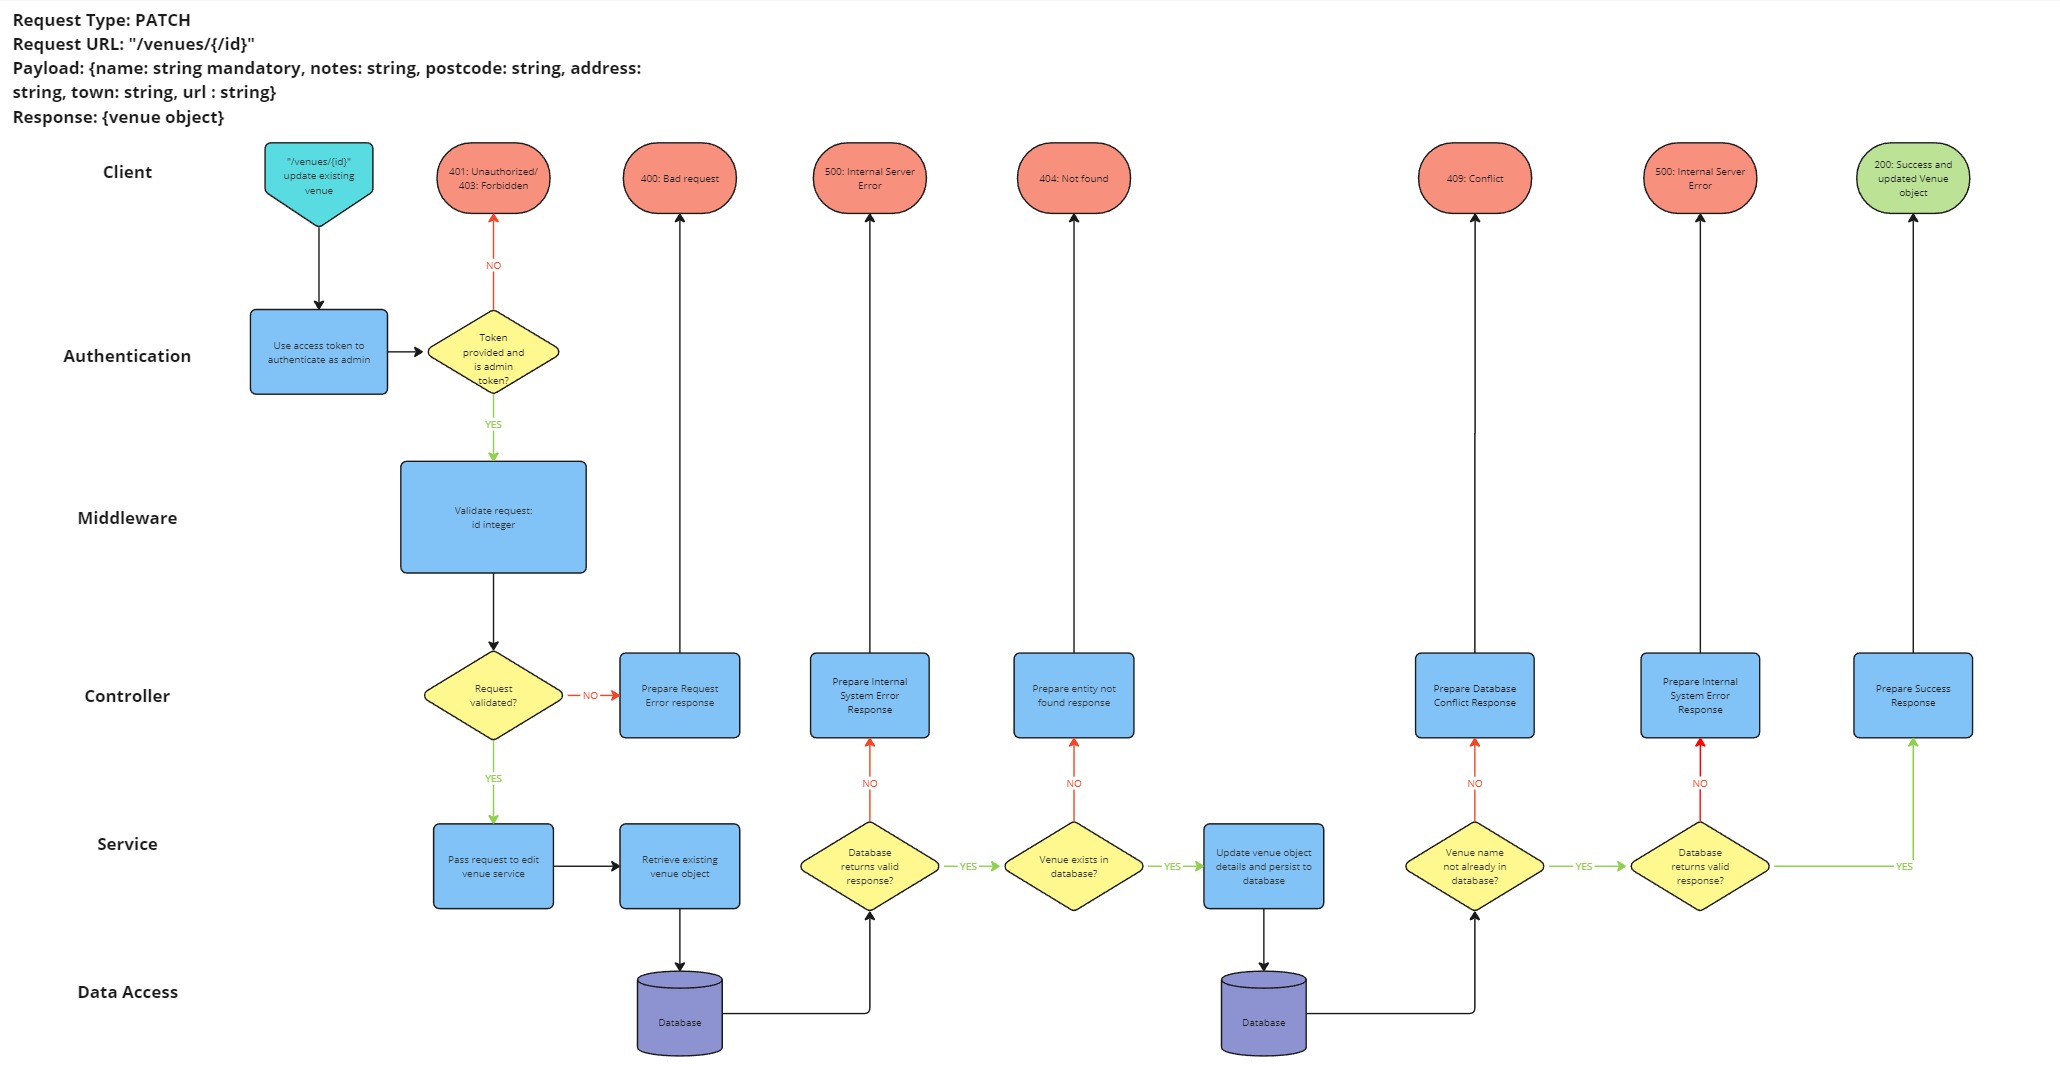 Request Type: PATCH
Request URL: "/venues/{/id}"
Payload: {name: string mandatory, notes: string, postcode: string, address:
string, town: string, url : string}
Response: {venue object}
Client
"/venues/{id}"
update existing
venue
401: Unauthorized/
403: Forbidden
400: Bad request
500: Internal Server
Error
404: Not found
409: Conflict
500: Internal Server
Error
200: Success and
updated Venue
object
NO
Authentication
Use access token to
authenticate as admin
Token
provided and
is admin
token?
YES
Middleware
Validate request:
id integer
Controller
Request
validated?
NO
Prepare Request
Error response
Prepare Internal
System Error
Response
Prepare entity not
found response
Prepare Database
Conflict Response
Prepare Internal
System Error
Response
Prepare Success
Response
YES
NO
NO
NO
NO
Service
Pass request to edit
venue service
Retrieve existing
venue object
Database
returns valid
response?
YES
Venue exists in
database?
YES
Update venue object
details and persist to
database
Venue name
not already in
database?
YES
Database
returns valid
response?
YES
Data Access
Database
Database